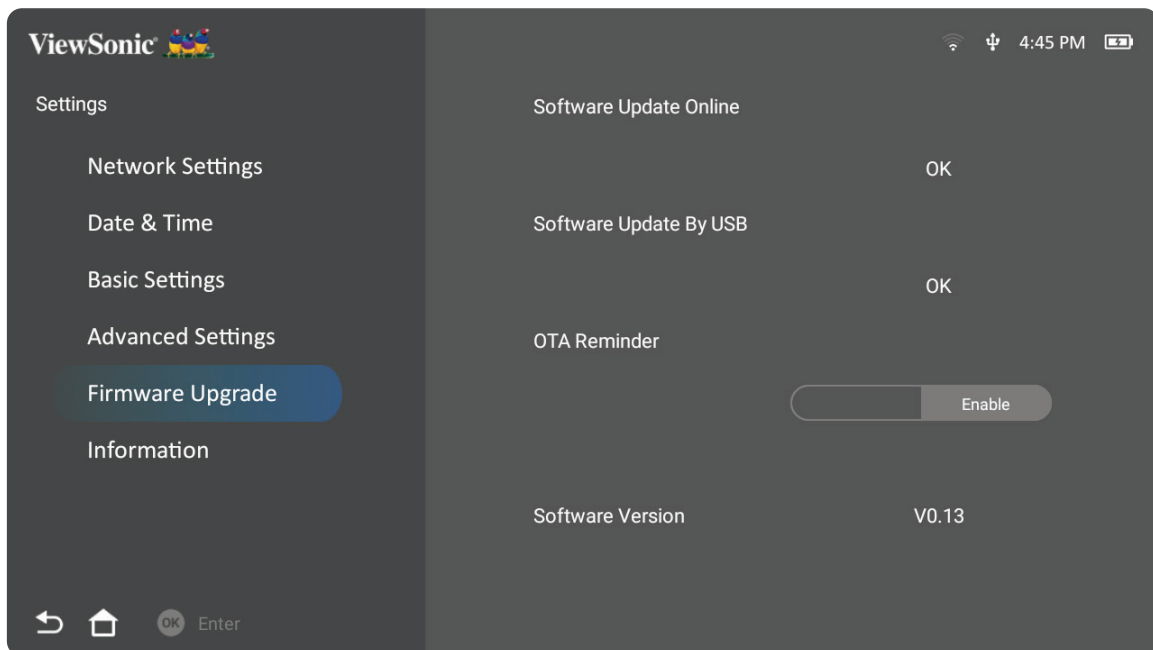 ViewSonic
4:45 PM
Settings
Network Settings
Date & Time
Basic Settings
Advanced Settings
Firmware Upgrade
Information
OK Enter
Software Update Online
OK
Software Update By USB
OK
OTA Reminder
Enable
Software Version V0.13